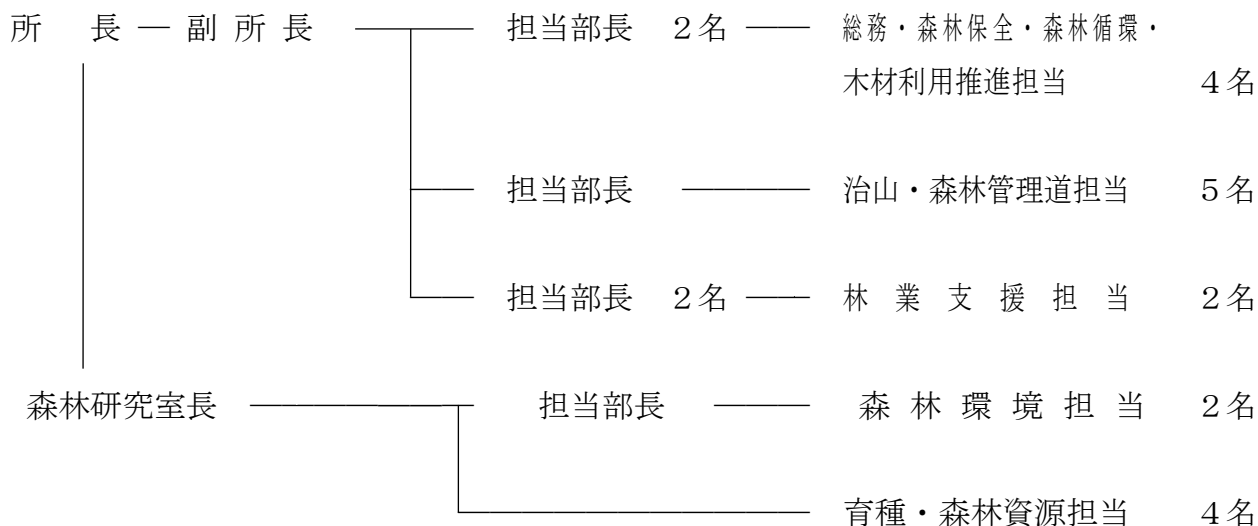 所　長 ― 副所長 担当部長 2名 総務・森林保全・森林循環・
木材利用推進担当 4名
担当部長 治山・森林管理道担当 5名
担当部長 2名 林業支援担当 2名
森林研究室長 担当部長 森林環境担当 2名
育種・森林資源担当 4名